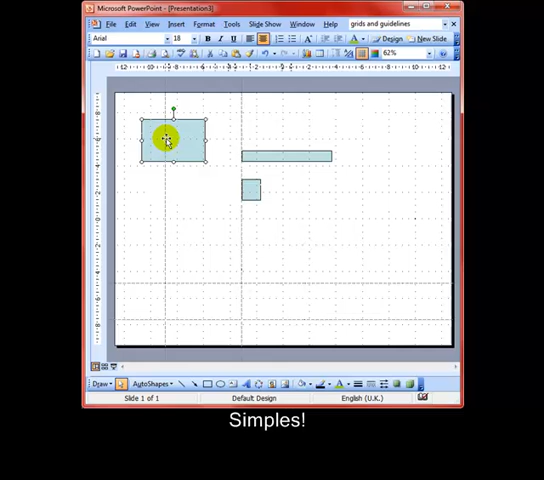 Microsoft PowerPoint - [Presentation3]
File Edit View Insert Format Tools Slide Show Window Help grids and guidelines
Arial 18 B I U S Design New Slide
62%
Draw AutoShapes
Slide 1 of 1 Default Design English (U.K.)
Simples!